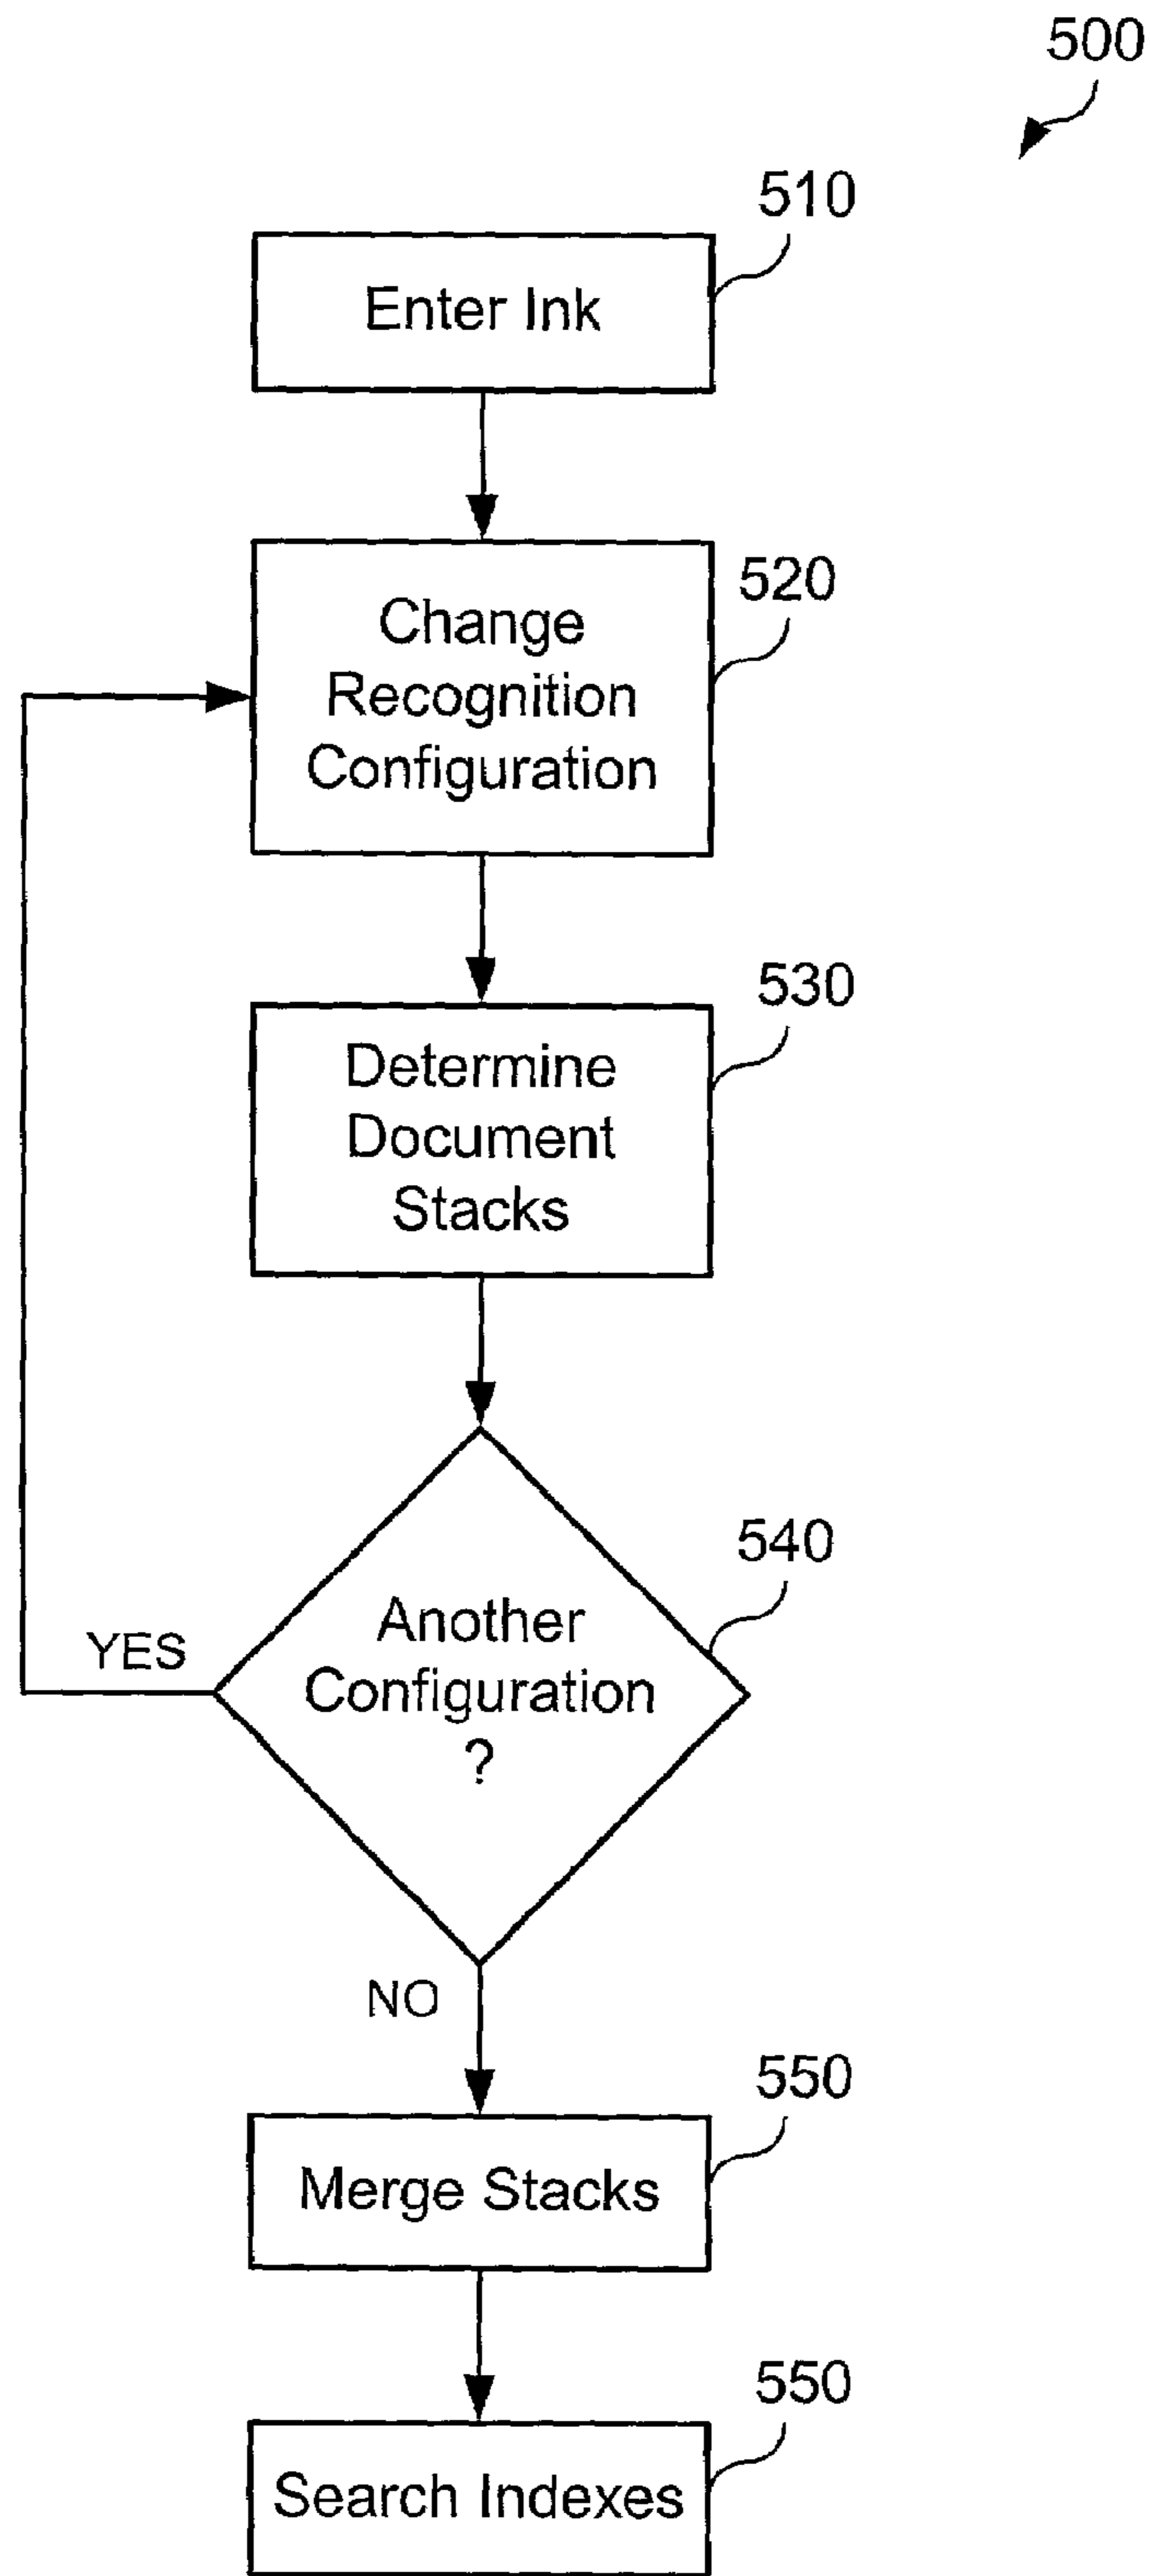 500
510
Enter Ink
520
Change
Recognition
Configuration
530
Determine
Document
Stacks
540
Another
Configuration
?
YES
NO
550
Merge Stacks
550
Search Indexes